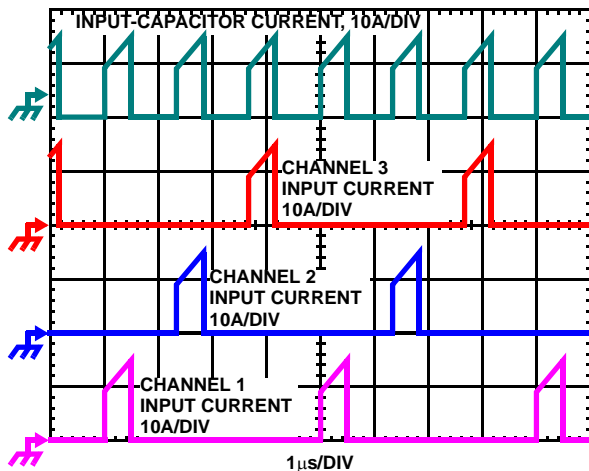 INPUT-CAPACITOR CURRENT, 10A/DIV
CHANNEL 3
INPUT CURRENT
10A/DIV
CHANNEL 2
INPUT CURRENT
10A/DIV
CHANNEL 1
INPUT CURRENT
10A/DIV
1μs/DIV